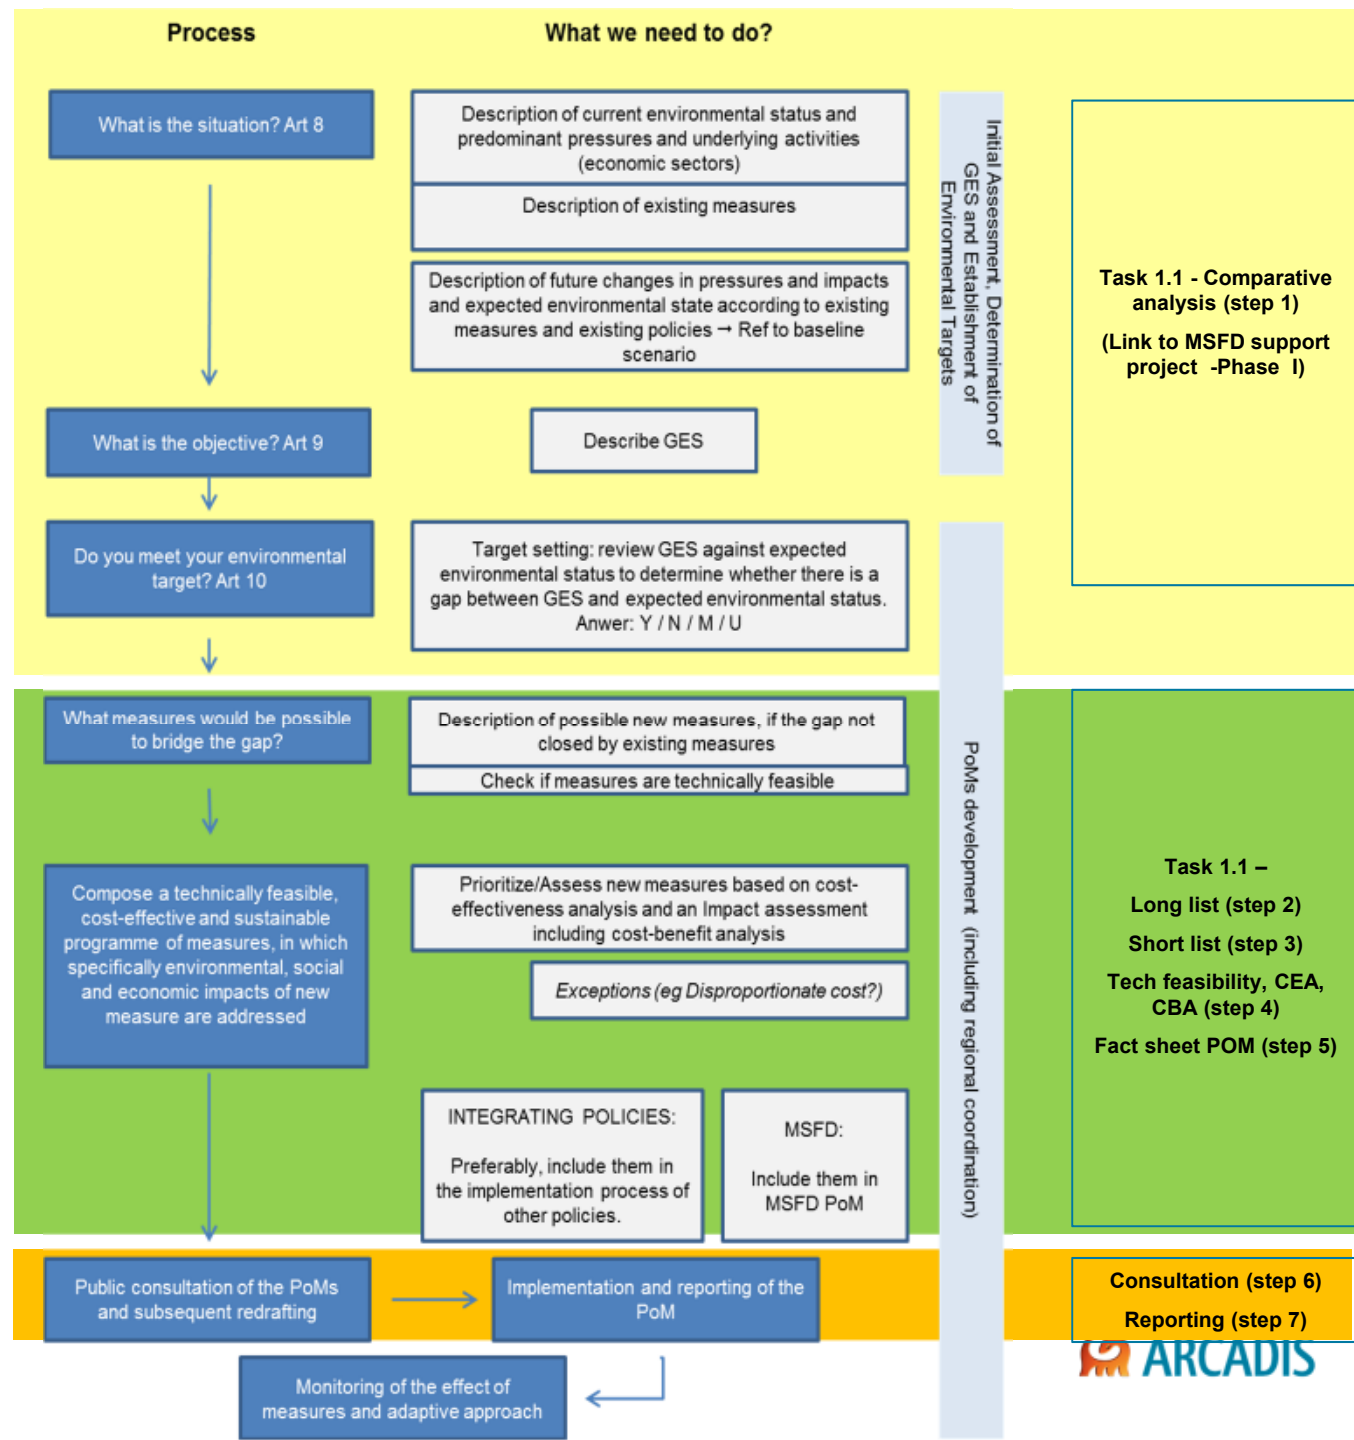 Process
What we need to do?
What is the situation? Art 8
Description of current environmental status and
predominant pressures and underlying activities
(economic sectors)
Description of existing measures
Description of future changes in pressures and impacts
and expected environmental state according to existing
measures and existing policies → Ref to baseline
scenario
Initial Assessment, Determination of
GES and Establishment of
Environmental Targets
Task 1.1 - Comparative
analysis (step 1)
(Link to MSFD support
project -Phase I)
What is the objective? Art 9
Describe GES
Do you meet your environmental
target? Art 10
Target setting: review GES against expected
environmental status to determine whether there is a
gap between GES and expected environmental status.
Anwer: Y / N / M / U
What measures would be possible
to bridge the gap?
Description of possible new measures, if the gap not
closed by existing measures
Check if measures are technically feasible
PoMs development (including regional coordination)
Compose a technically feasible,
cost-effective and sustainable
programme of measures, in which
specifically environmental, social
and economic impacts of new
measure are addressed
Prioritize/Assess new measures based on cost-
effectiveness analysis and an Impact assessment
including cost-benefit analysis
Exceptions (eg Disproportionate cost?)
Task 1.1 –
Long list (step 2)
Short list (step 3)
Tech feasibility, CEA,
CBA (step 4)
Fact sheet POM (step 5)
INTEGRATING POLICIES:
Preferably, include them in
the implementation process of
other policies.
MSFD:
Include them in
MSFD PoM
Public consultation of the PoMs
and subsequent redrafting
Implementation and reporting of the
PoM
Consultation (step 6)
Reporting (step 7)
ARCADIS
Monitoring of the effect of
measures and adaptive approach